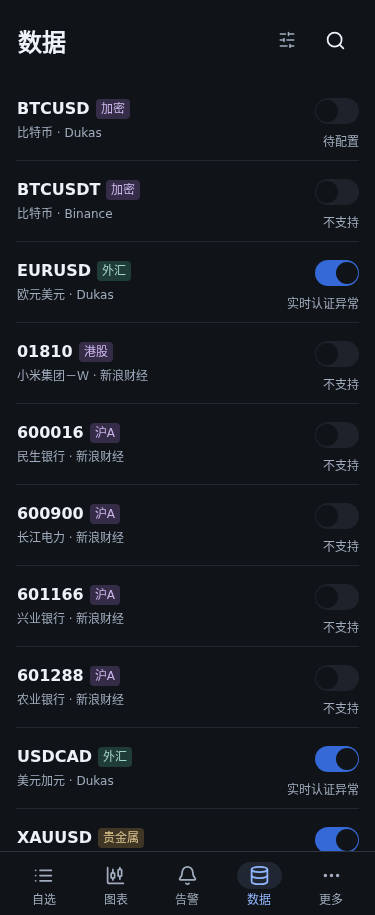 数据
BTCUSD 加密
比特币 · Dukas
待配置
BTCUSDT 加密
比特币 · Binance
不支持
EURUSD 外汇
欧元美元 · Dukas
实时认证异常
01810 港股
小米集团－W · 新浪财经
不支持
600016 沪A
民生银行 · 新浪财经
不支持
600900 沪A
长江电力 · 新浪财经
不支持
601166 沪A
兴业银行 · 新浪财经
不支持
601288 沪A
农业银行 · 新浪财经
不支持
USDCAD 外汇
美元加元 · Dukas
实时认证异常
XAUUSD 贵金属
自选 图表 告警 数据 更多